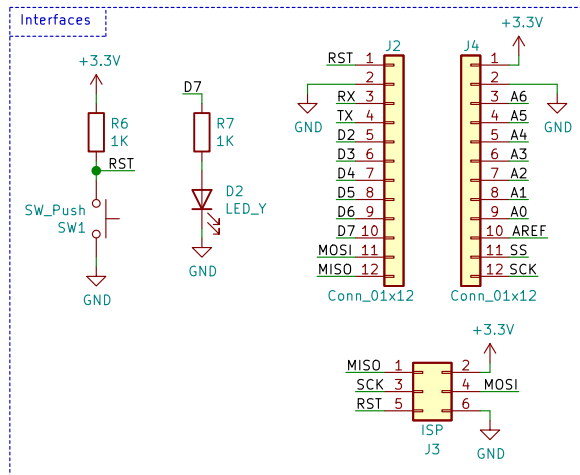 Interfaces
+3.3V
R6
1K
RST
SW_Push
SW1
GND
D7
R7
1K
D2
LED_Y
GND
J2
RST 1
2
GND
RX 3
TX 4
D2 5
D3 6
D4 7
D5 8
D6 9
D7 10
MOSI 11
MISO 12
Conn_01x12
+3.3V
J4
1
2
GND
3 A6
4 A5
5 A4
6 A3
7 A2
8 A1
9 A0
10 AREF
11 SS
12 SCK
Conn_01x12
+3.3V
MISO 1 2
SCK 3 4 MOSI
RST 5 6
ISP
J3
GND